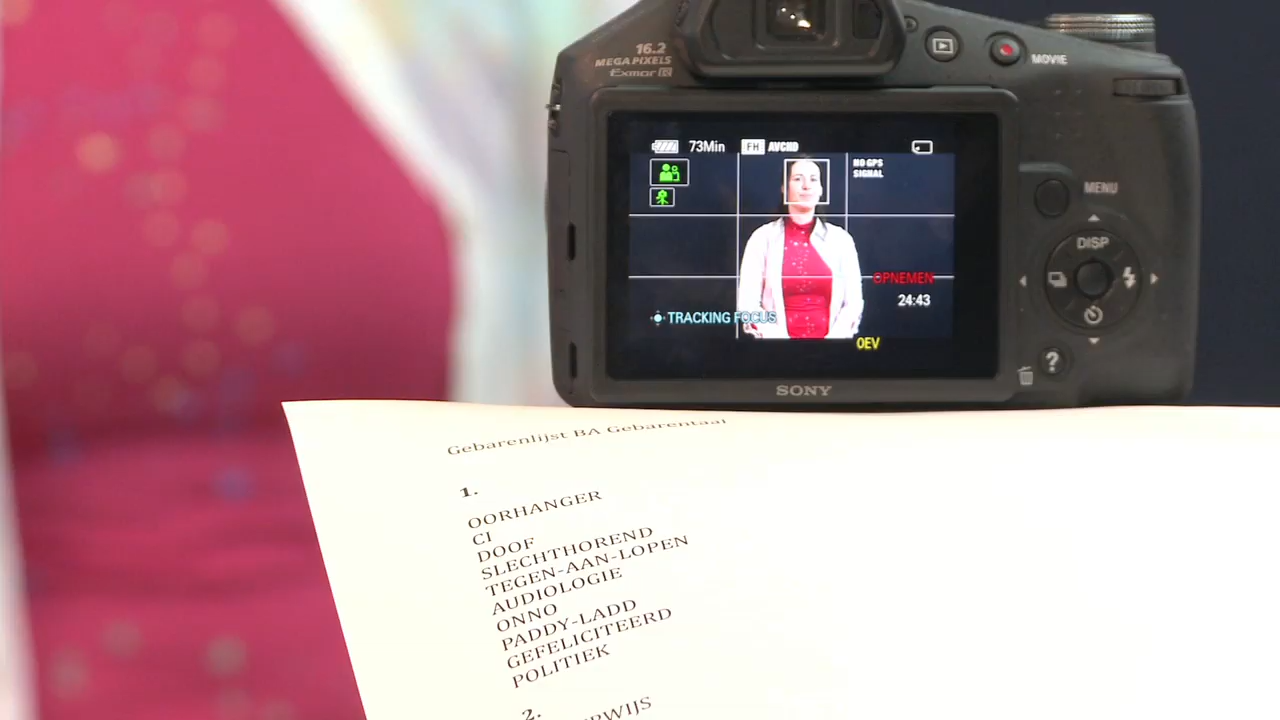 16.2
MEGA PIXELS
Exmor R
MOVIE
73Min FH AVCHD
NO GPS
SIGNAL
MENU
DISP
OPNEMEN
24:43
TRACKING FOCUS
0EV
?
SONY
Gebarenlijst BA Gebarentaal
1.
OORHANGER
CI
DOOF
SLECHTHOREND
TEGEN-AAN-LOPEN
AUDIOLOGIE
ONNO
PADDY-LADD
GEFELICITEERD
POLITIEK
2.